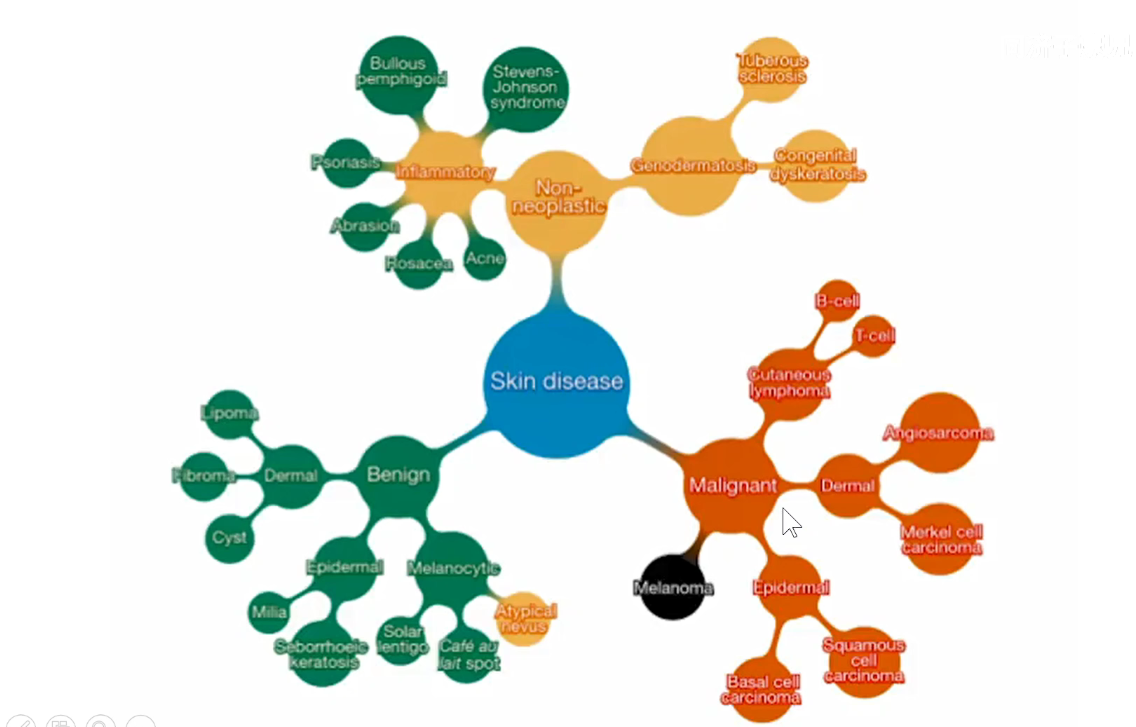 Bullous
pemphigoid
Stevens-
Johnson
syndrome
Tuberous
sclerosis
Psoriasis
Inflammatory
Genodermatosis
Congenital
dyskeratosis
Non-
neoplastic
Abrasion
Rosacea
Acne
B-cell
T-cell
Skin disease
Cutaneous
lymphoma
Lipoma
Angiosarcoma
Fibroma
Dermal
Benign
Malignant
Dermal
Cyst
Merkel cell
carcinoma
Epidermal
Melanocytic
Melanoma
Epidermal
Milia
Atypical
nevus
Solar
lentigo
Café au
lait spot
Seborrhoeic
keratosis
Squamous
cell
carcinoma
Basal cell
carcinoma